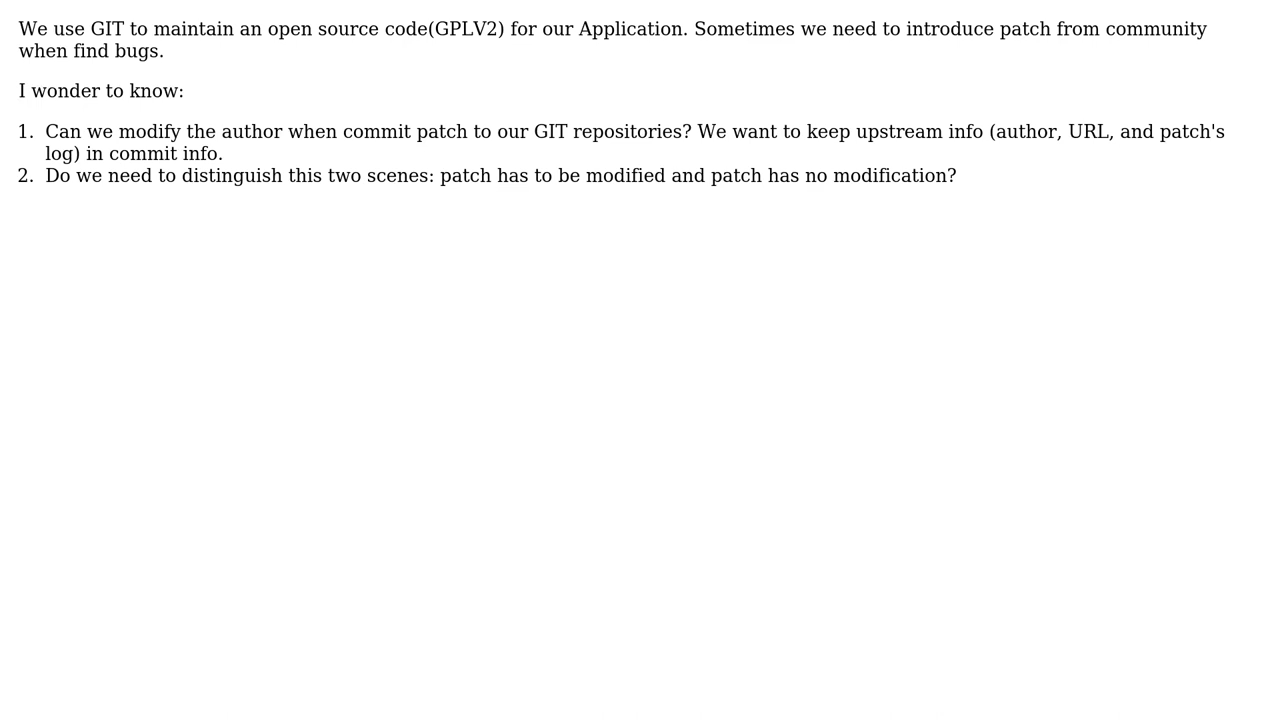 We use GIT to maintain an open source code(GPLV2) for our Application. Sometimes we need to introduce patch from community
when find bugs.
I wonder to know:
1. Can we modify the author when commit patch to our GIT repositories? We want to keep upstream info (author, URL, and patch's
log) in commit info.
2. Do we need to distinguish this two scenes: patch has to be modified and patch has no modification?